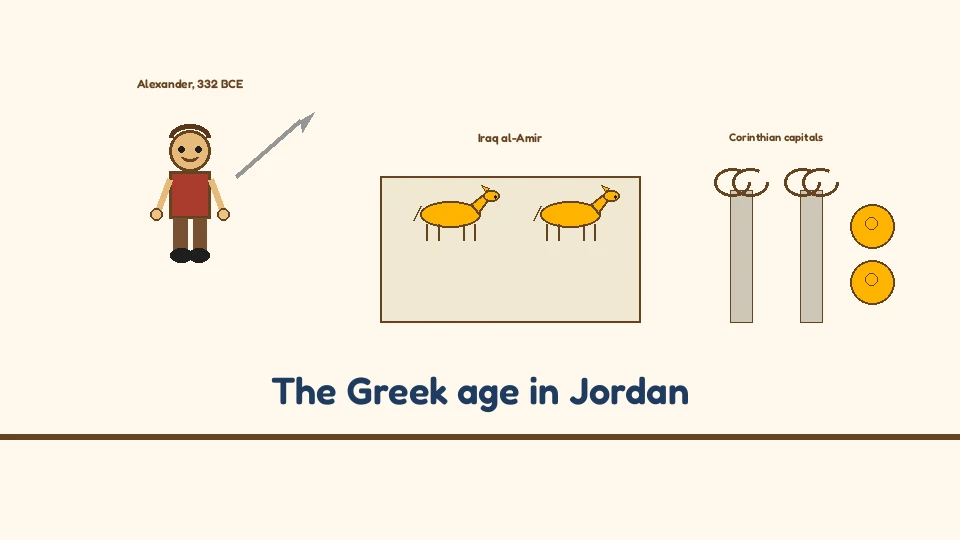 Alexander, 332 BCE
Iraq al-Amir
Corinthian capitals
The Greek age in Jordan